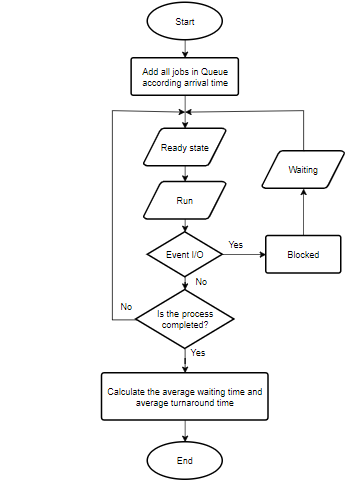 Start
Add all jobs in Queue
according arrival time
Ready state
Waiting
Run
Event I/O
Yes
Blocked
No
No
Is the process
completed?
Yes
Calculate the average waiting time and
average turnaround time
End